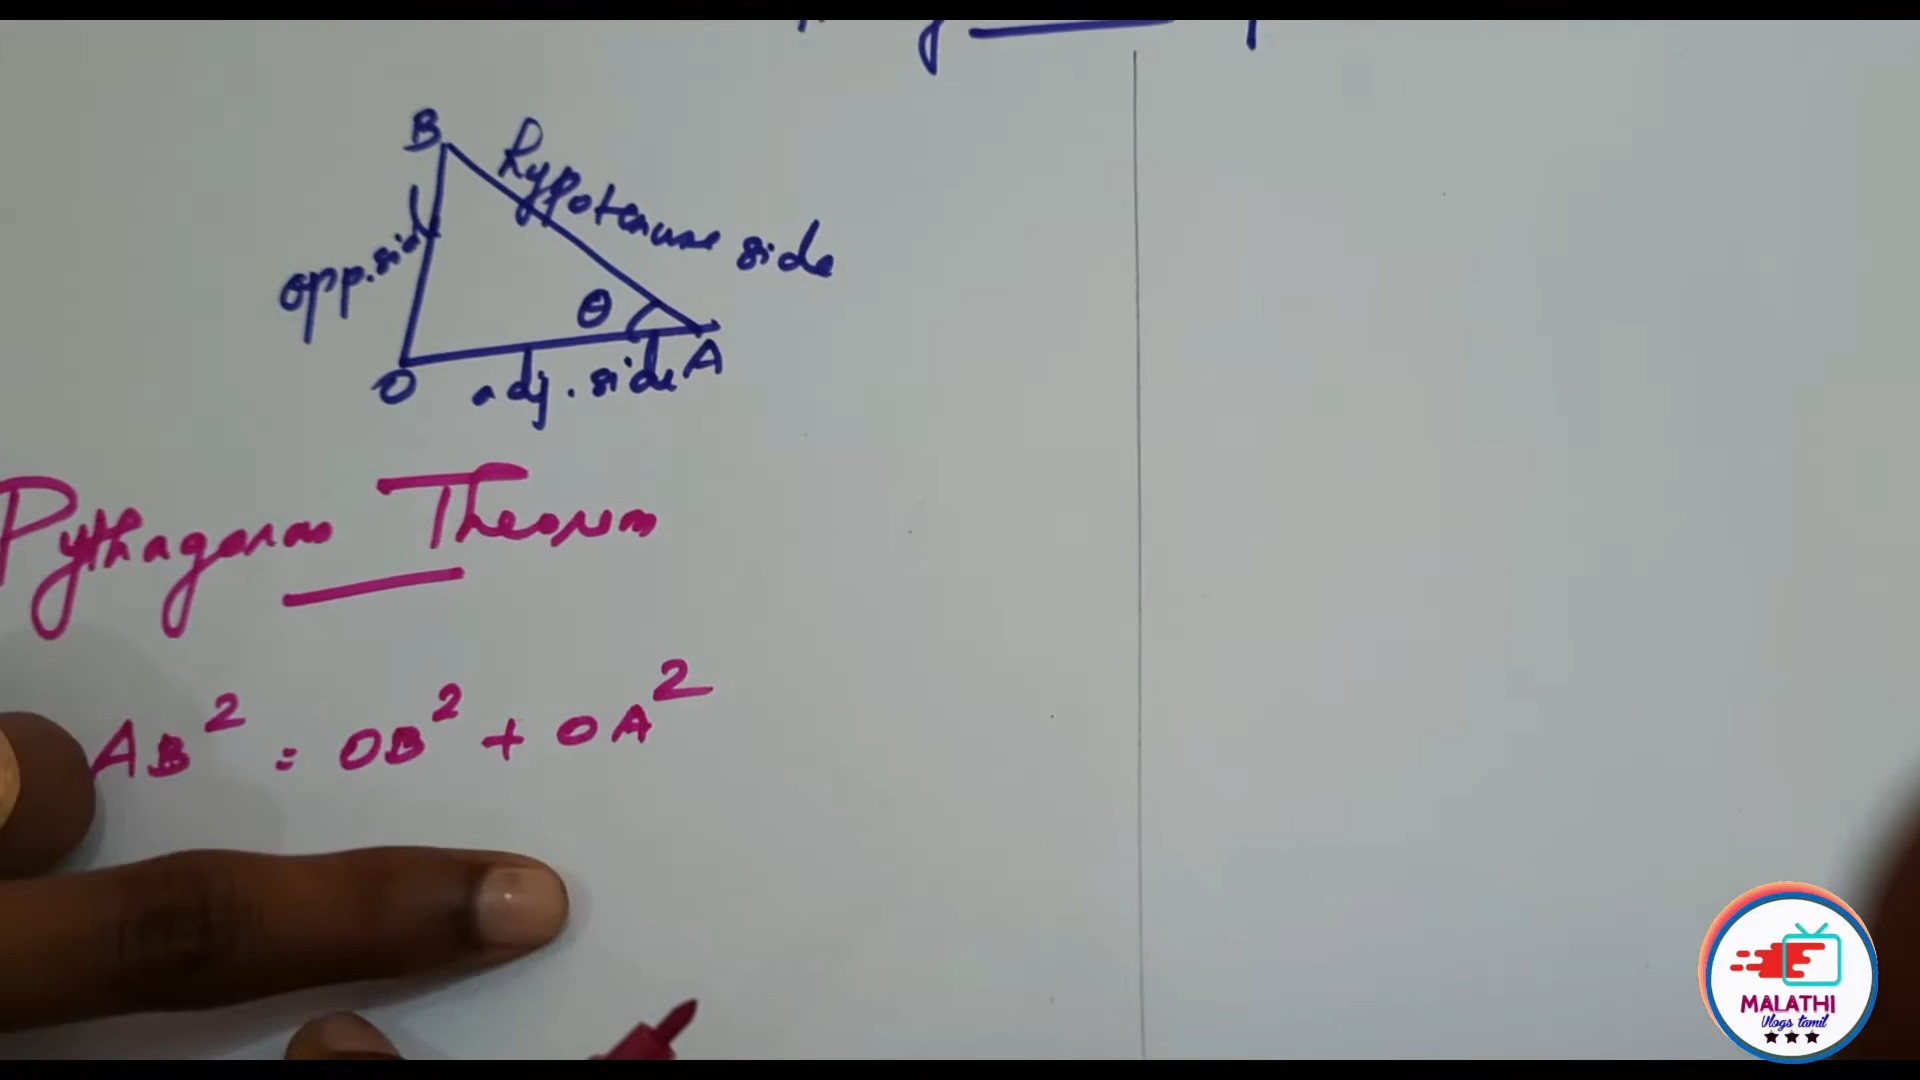 B
hypotenuse side
opp.side
θ
O
A
adj.side
Pythagoras Theorem
AB² = OB² + OA²
MALATHI
Vlogs tamil